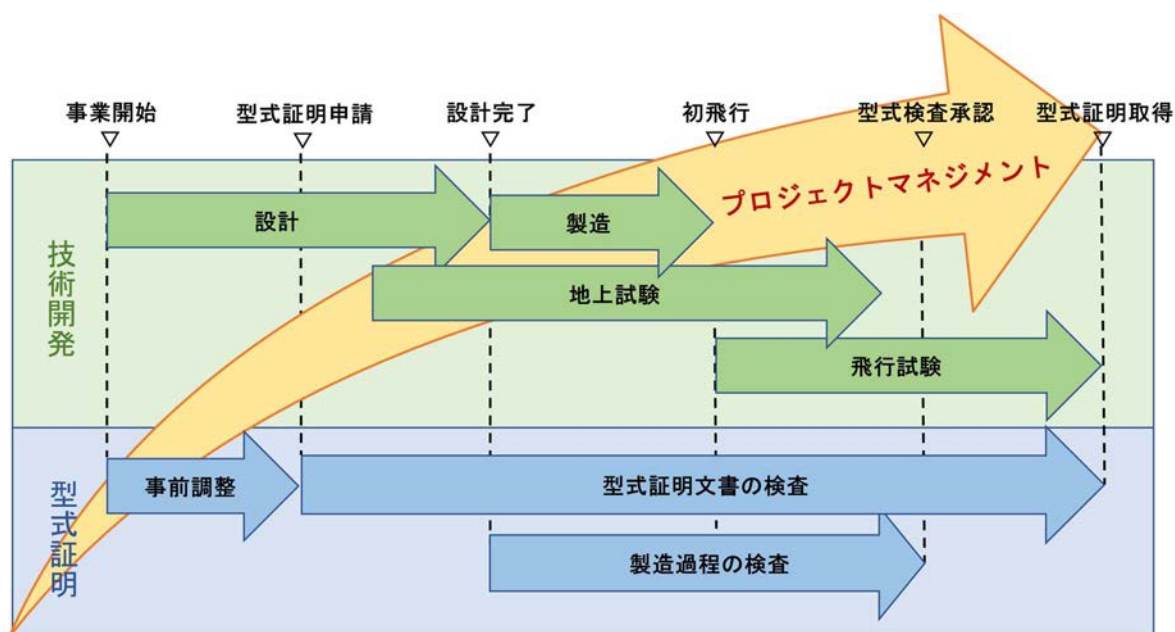 事業開始
型式証明申請
設計完了
初飛行
型式検査承認
型式証明取得
プロジェクトマネジメント
技術開発
設計
製造
地上試験
飛行試験
型式証明
事前調整
型式証明文書の検査
製造過程の検査